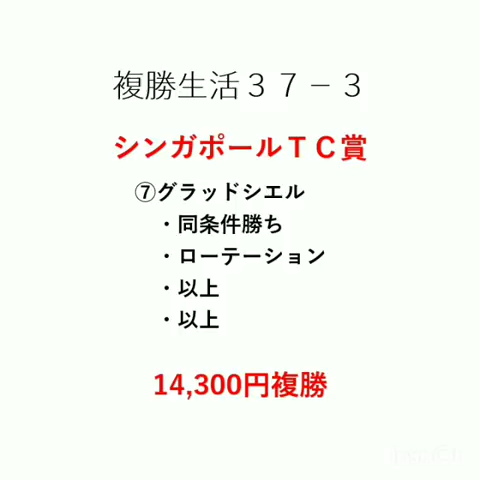 複勝生活３７－３
シンガポールＴＣ賞
⑦グラッドシエル
・同条件勝ち
・ローテーション
・以上
・以上
14,300円複勝